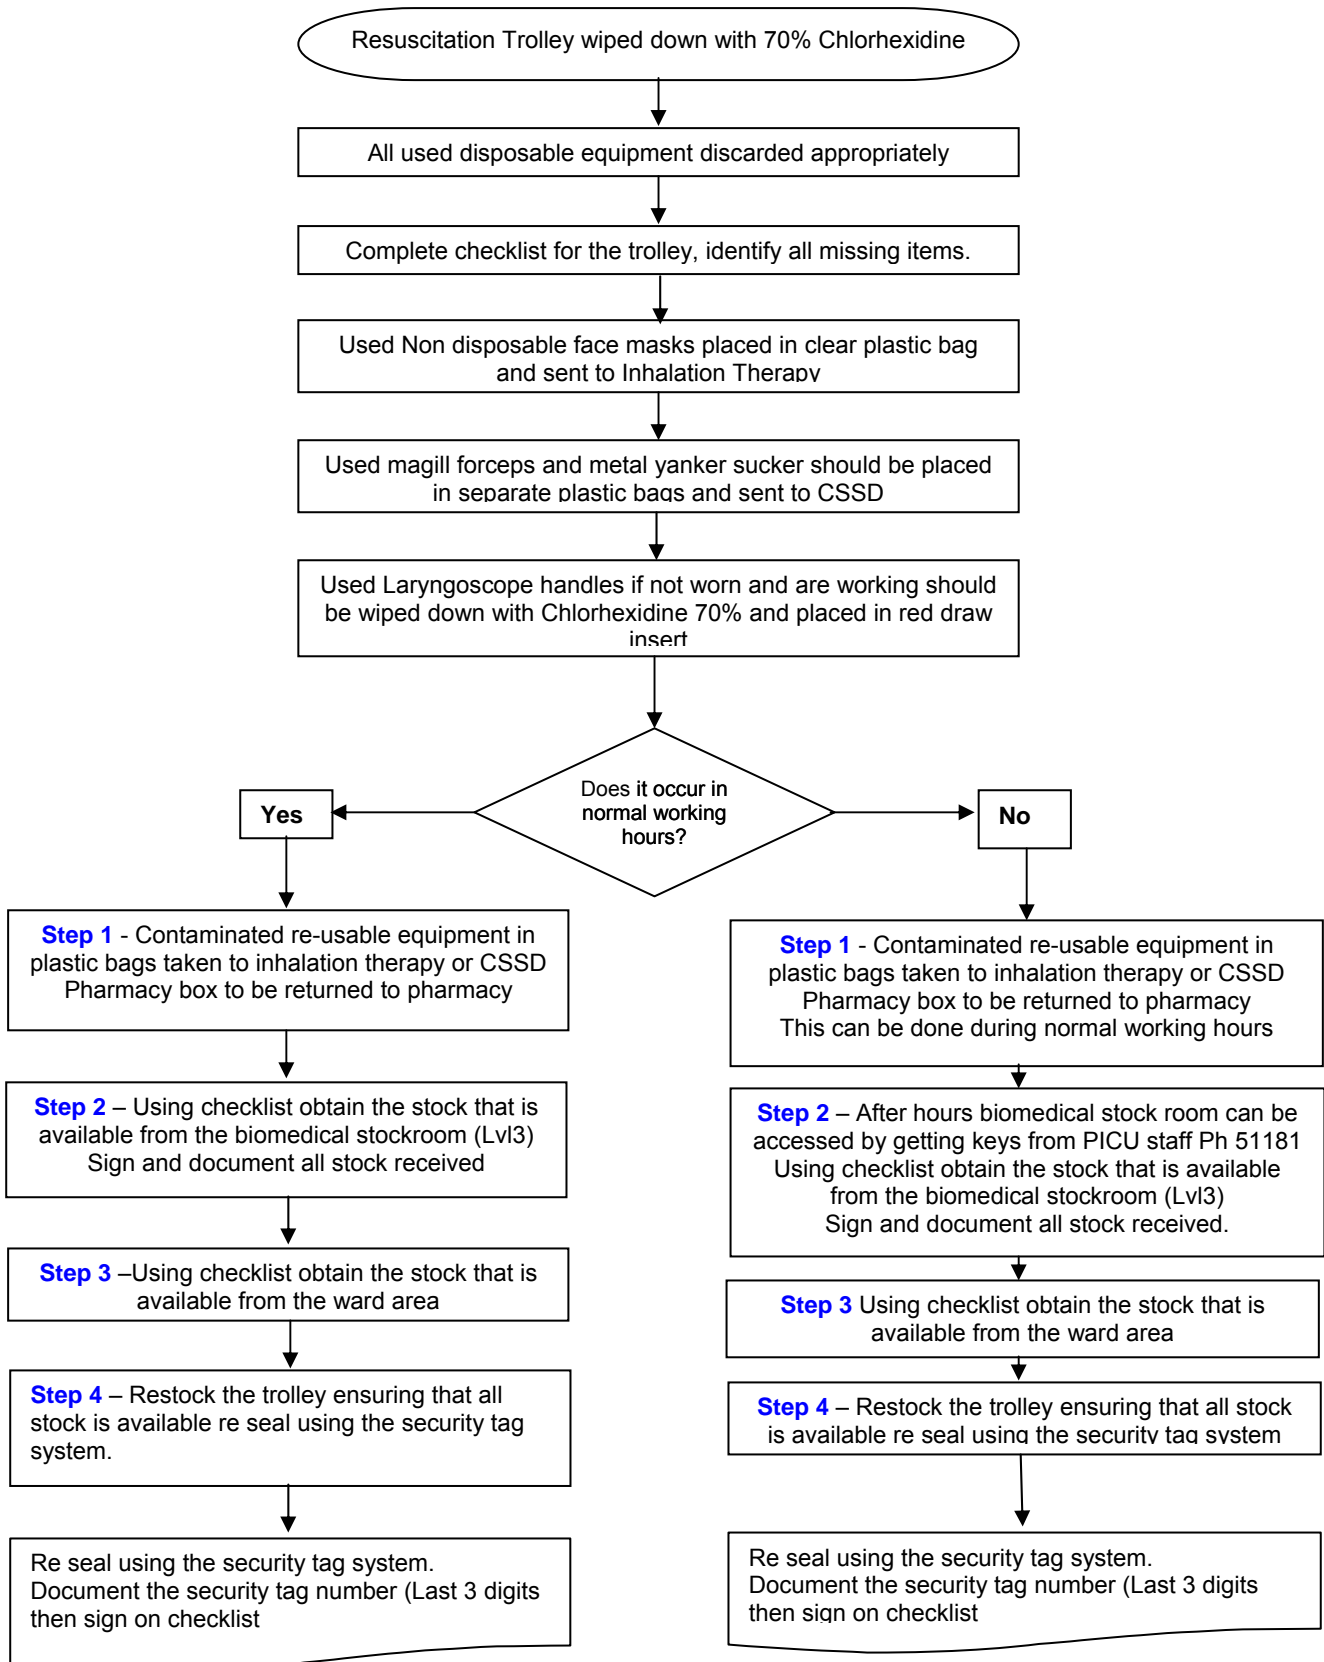 Resuscitation Trolley wiped down with 70% Chlorhexidine
All used disposable equipment discarded appropriately
Complete checklist for the trolley, identify all missing items.
Used Non disposable face masks placed in clear plastic bag
and sent to Inhalation Therapy
Used magill forceps and metal yanker sucker should be placed
in separate plastic bags and sent to CSSD
Used Laryngoscope handles if not worn and are working should
be wiped down with Chlorhexidine 70% and placed in red draw
insert
Does it occur in
normal working
hours?
Yes
No
Step 1 - Contaminated re-usable equipment in
plastic bags taken to inhalation therapy or CSSD
Pharmacy box to be returned to pharmacy
Step 2 – Using checklist obtain the stock that is
available from the biomedical stockroom (Lvl3)
Sign and document all stock received
Step 3 –Using checklist obtain the stock that is
available from the ward area
Step 4 – Restock the trolley ensuring that all
stock is available re seal using the security tag
system.
Re seal using the security tag system.
Document the security tag number (Last 3 digits
then sign on checklist
Step 1 - Contaminated re-usable equipment in
plastic bags taken to inhalation therapy or CSSD
Pharmacy box to be returned to pharmacy
This can be done during normal working hours
Step 2 – After hours biomedical stock room can be
accessed by getting keys from PICU staff Ph 51181
Using checklist obtain the stock that is available
from the biomedical stockroom (Lvl3)
Sign and document all stock received.
Step 3 Using checklist obtain the stock that is
available from the ward area
Step 4 – Restock the trolley ensuring that all stock
is available re seal using the security tag system
Re seal using the security tag system.
Document the security tag number (Last 3 digits
then sign on checklist